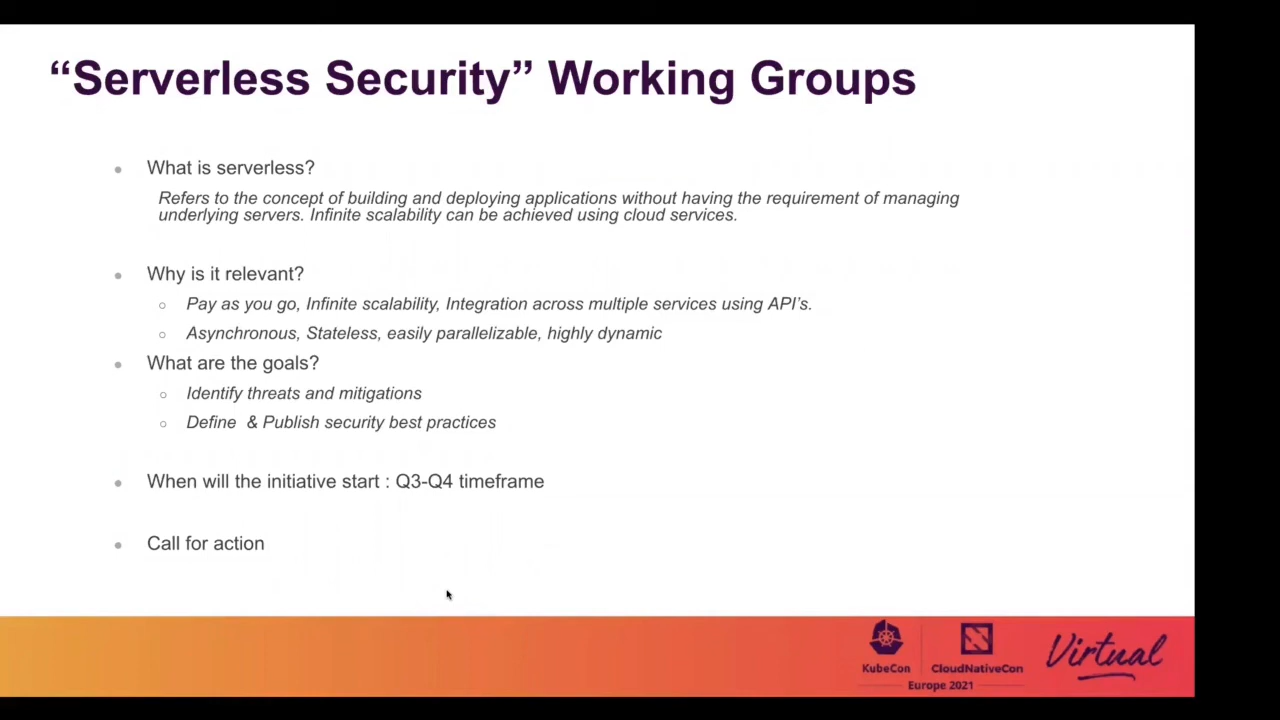 “Serverless Security” Working Groups
What is serverless?
Refers to the concept of building and deploying applications without having the requirement of managing
underlying servers. Infinite scalability can be achieved using cloud services.
Why is it relevant?
Pay as you go, Infinite scalability, Integration across multiple services using API’s.
Asynchronous, Stateless, easily parallelizable, highly dynamic
What are the goals?
Identify threats and mitigations
Define  & Publish security best practices
When will the initiative start : Q3-Q4 timeframe
Call for action
KubeCon
CloudNativeCon
Europe 2021
Virtual